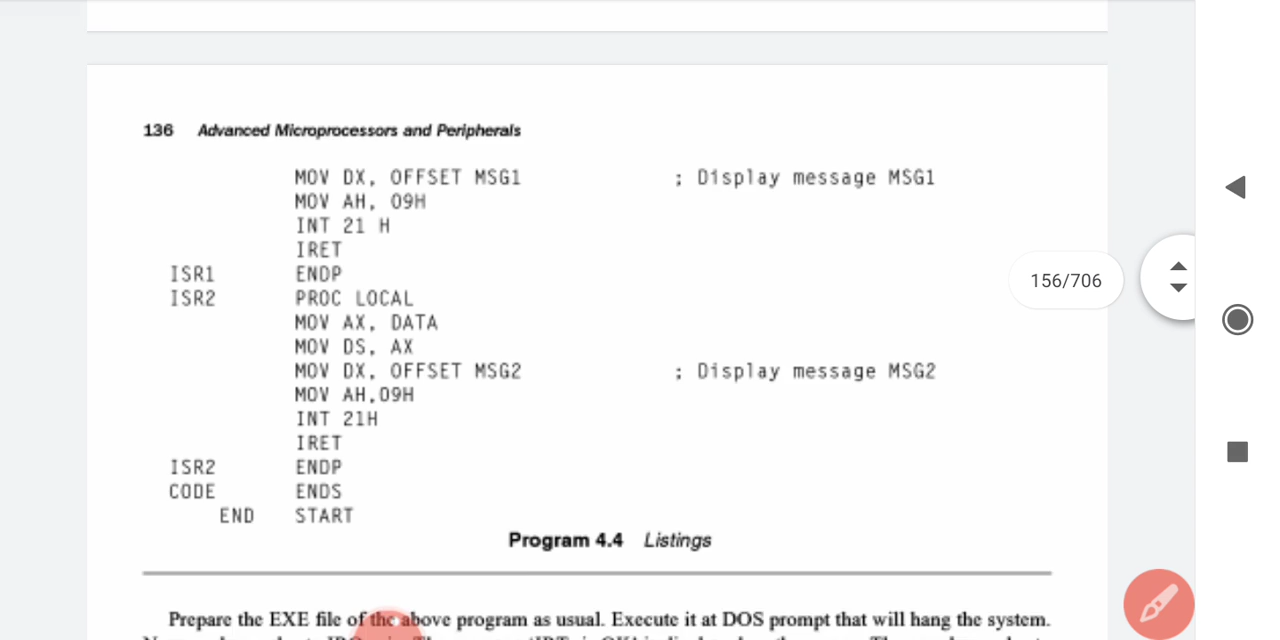 136 Advanced Microprocessors and Peripherals
MOV DX, OFFSET MSG1 ; Display message MSG1
MOV AH, 09H
INT 21 H
IRET
ISR1 ENDP
ISR2 PROC LOCAL
MOV AX, DATA
MOV DS, AX
MOV DX, OFFSET MSG2 ; Display message MSG2
MOV AH,09H
INT 21H
IRET
ISR2 ENDP
CODE ENDS
END START
Program 4.4 Listings
156/706
Prepare the EXE file of the above program as usual. Execute it at DOS prompt that will hang the system.